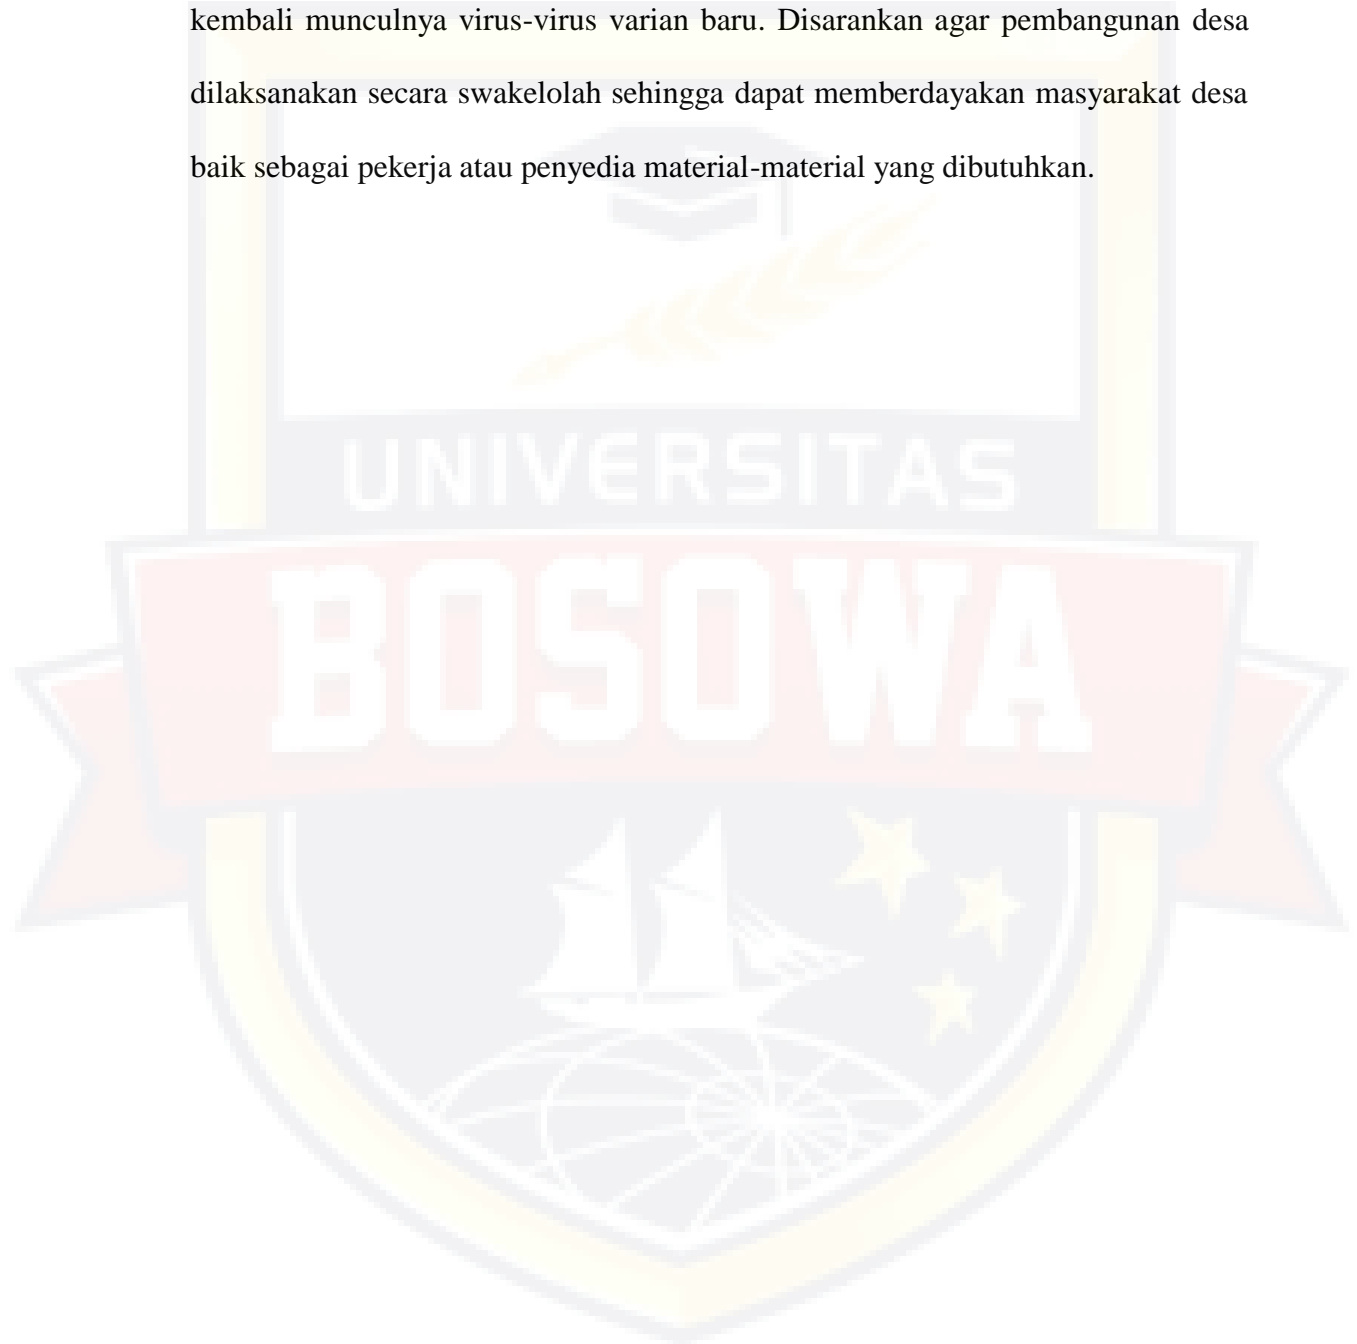 kembali munculnya virus-virus varian baru. Disarankan agar pembangunan desa
dilaksanakan secara swakelolah sehingga dapat memberdayakan masyarakat desa
baik sebagai pekerja atau penyedia material-material yang dibutuhkan.
UNIVERSITAS
BOSOWA